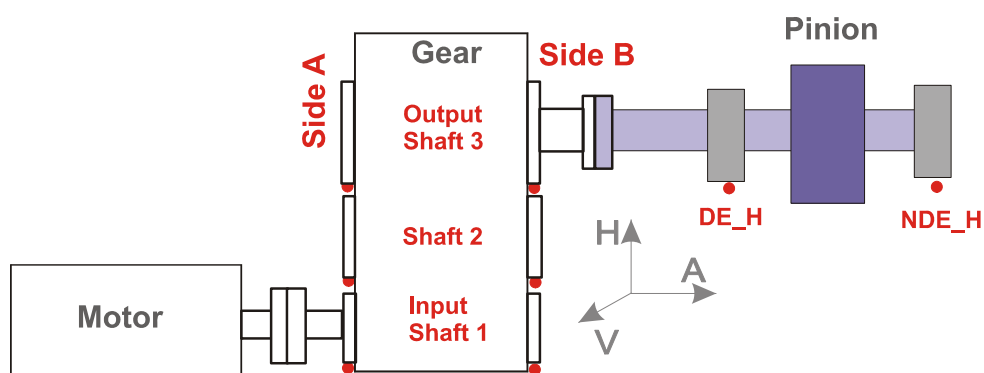 Pinion
Gear
Side B
Side A
Output
Shaft 3
DE_H
NDE_H
Shaft 2
H
A
V
Input
Shaft 1
Motor